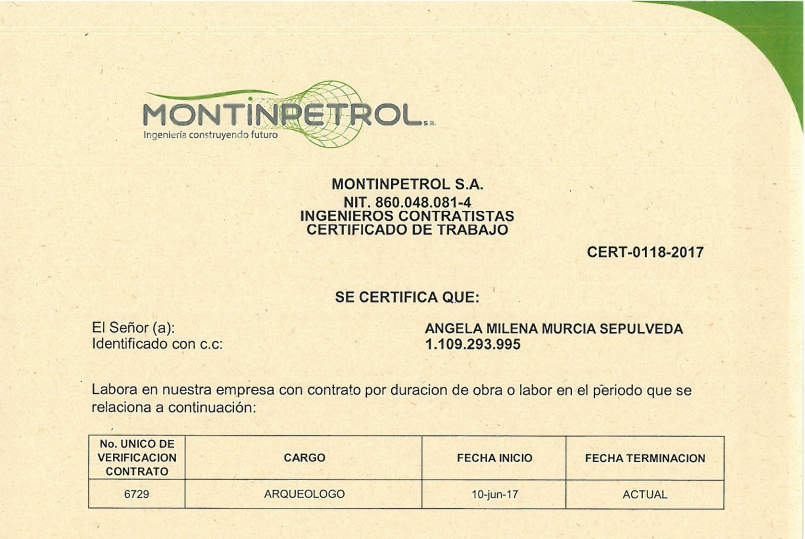 MONTINPETROL s.a.
Ingeniería construyendo futuro
MONTINPETROL S.A.
NIT. 860.048.081-4
INGENIEROS CONTRATISTAS
CERTIFICADO DE TRABAJO
CERT-0118-2017
SE CERTIFICA QUE:
El Señor (a): ANGELA MILENA MURCIA SEPULVEDA
Identificado con c.c: 1.109.293.995
Labora en nuestra empresa con contrato por duracion de obra o labor en el periodo que se
relaciona a continuación:
No. UNICO DE
VERIFICACION
CONTRATO
CARGO
FECHA INICIO
FECHA TERMINACION
6729
ARQUEOLOGO
10-jun-17
ACTUAL